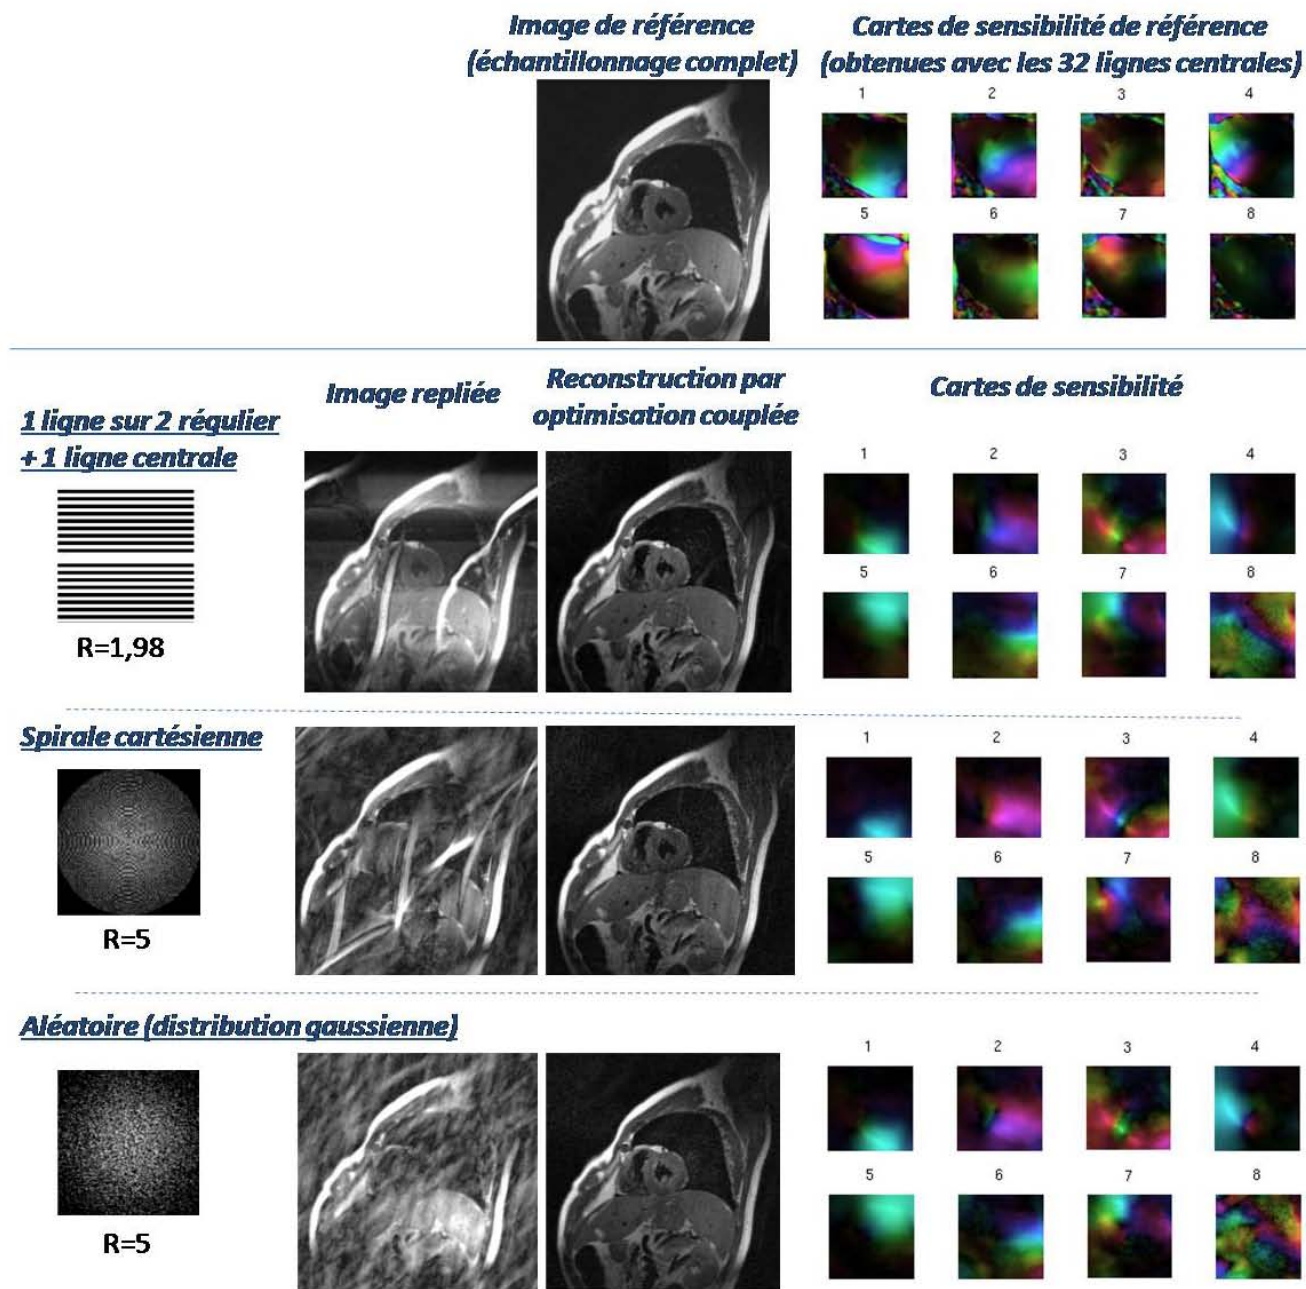 Image de référence
(échantillonnage complet)
Cartes de sensibilité de référence
(obtenues avec les 32 lignes centrales)
1 2 3 4
5 6 7 8
Image repliée
Reconstruction par
optimisation couplée
Cartes de sensibilité
1 ligne sur 2 régulier
+ 1 ligne centrale
R=1,98
1 2 3 4
5 6 7 8
Spirale cartésienne
R=5
1 2 3 4
5 6 7 8
Aléatoire (distribution gaussienne)
R=5
1 2 3 4
5 6 7 8